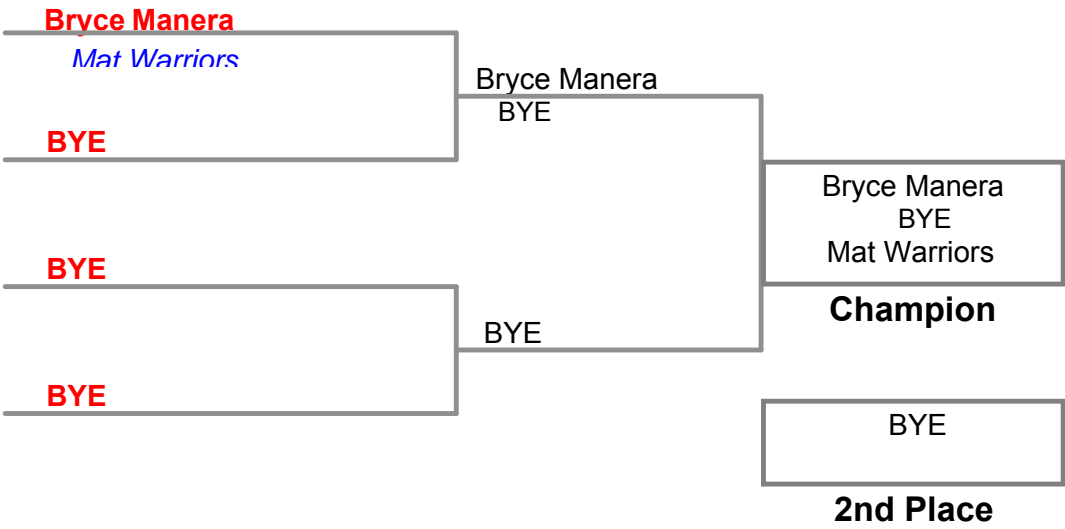 Bryce Manera
Mat Warriors
BYE
BYE
BYE
Bryce Manera
BYE
BYE
Bryce Manera
BYE
Mat Warriors
Champion
BYE
2nd Place